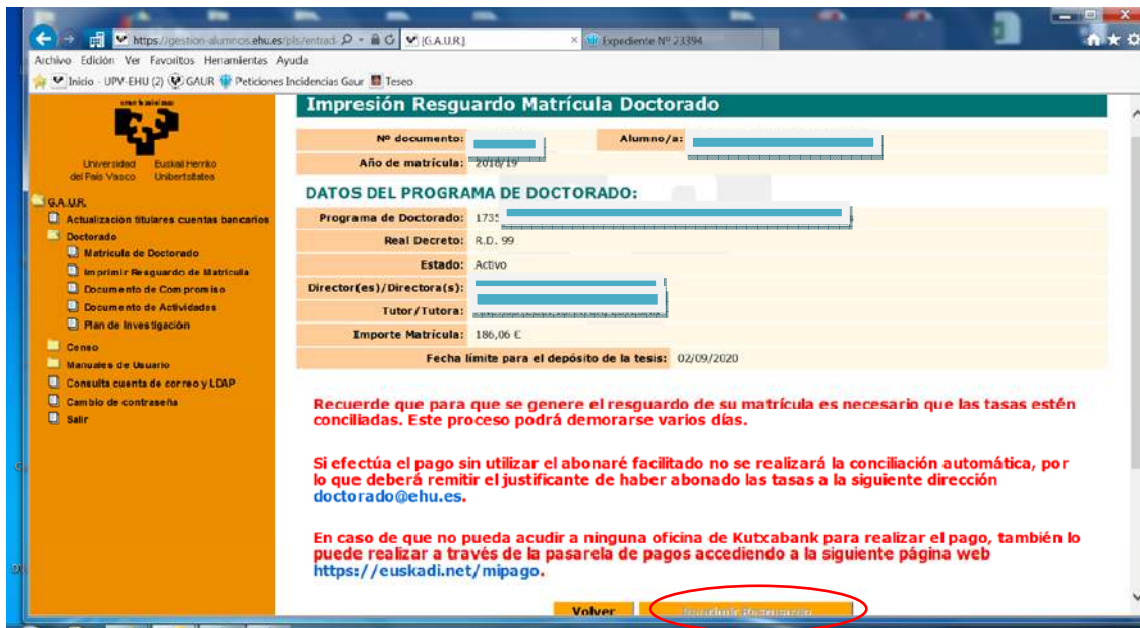 https://gestion-alumnos.ehu.es/pls/entrad
[G.A.U.R.]
Expediente Nº 23394
Archivo Edición Ver Favoritos Herramientas Ayuda
Inicio - UPV-EHU (2) GAUR Peticiones Incidencias Gaur Teseo
Universidad Euskal Herriko
del País Vasco Unibertsitatea
G.A.U.R.
Actualización titulares cuentas bancarios
Doctorado
Matrícula de Doctorado
Imprimir Resguardo de Matrícula
Documento de Compromiso
Documento de Actividades
Plan de Investigación
Censo
Manuales de Usuario
Consulta cuenta de correo y LDAP
Cambio de contraseña
Salir
Impresión Resguardo Matrícula Doctorado
Nº documento: Alumno/a:
Año de matrícula: 2018/19
DATOS DEL PROGRAMA DE DOCTORADO:
Programa de Doctorado: 1735
Real Decreto: R.D. 99
Estado: Activo
Director(es)/Directora(s):
Tutor/Tutora:
Importe Matrícula: 186,06 €
Fecha límite para el depósito de la tesis: 02/09/2020
Recuerde que para que se genere el resguardo de su matrícula es necesario que las tasas estén
conciliadas. Este proceso podrá demorarse varios días.
Si efectúa el pago sin utilizar el abonaré facilitado no se realizará la conciliación automática, por
lo que deberá remitir el justificante de haber abonado las tasas a la siguiente dirección
doctorado@ehu.es.
En caso de que no pueda acudir a ninguna oficina de Kutxabank para realizar el pago, también lo
puede realizar a través de la pasarela de pagos accediendo a la siguiente página web
https://euskadi.net/mipago.
Volver Imprimir Resguardo